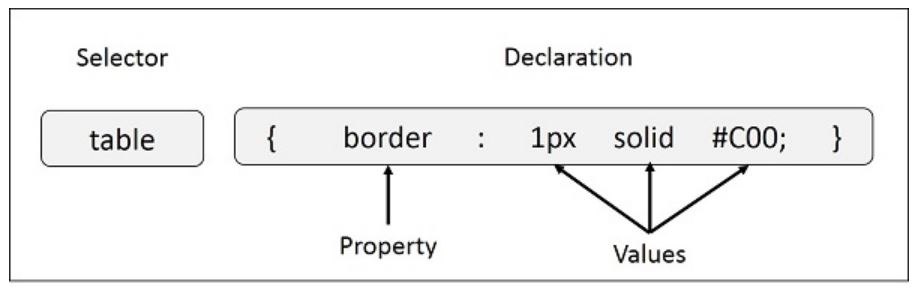 Selector Declaration
table { border : 1px solid #C00; }
Property Values